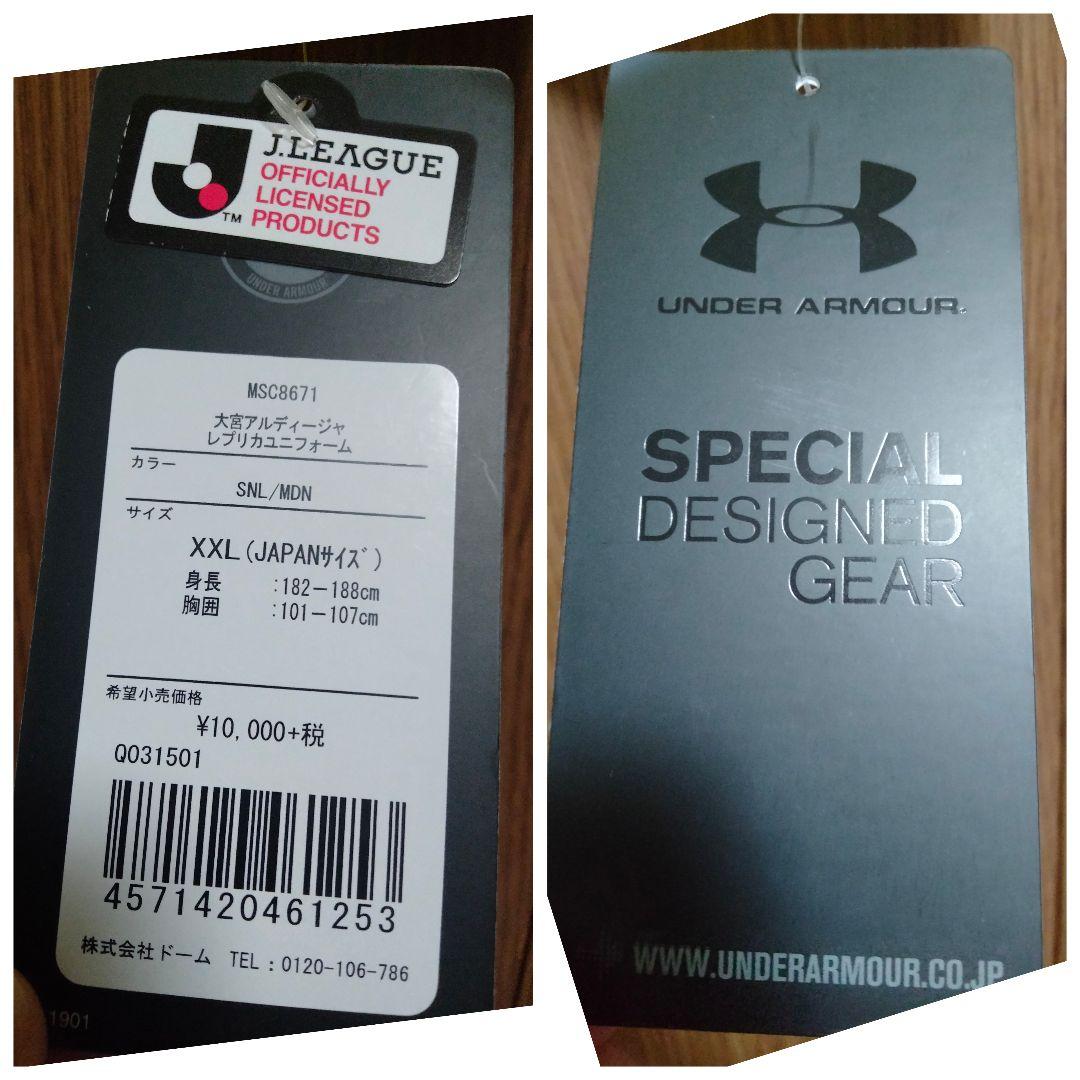 J.LEAGUE
OFFICIALLY
LICENSED
PRODUCTS
TM
UNDER ARMOUR
MSC8671
大宮アルディージャ
レプリカユニフォーム
カラー
SNL/MDN
サイズ
XXL(JAPANｻｲｽﾞ)
身長 :182－188cm
胸囲 :101－107cm
希望小売価格
¥10,000+税
Q031501
4571420461253
株式会社ドーム TEL:0120-106-786
1901
UNDER ARMOUR.
SPECIAL
DESIGNED
GEAR
WWW.UNDERARMOUR.CO.JP